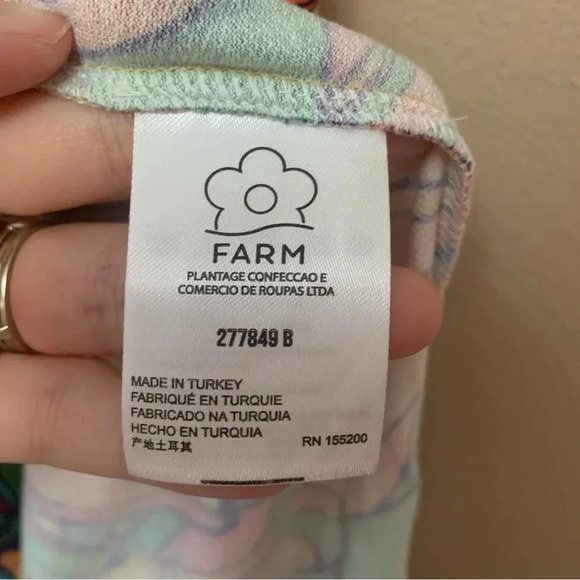 FARM
PLANTAGE CONFECCAO E
COMERCIO DE ROUPAS LTDA
277849 B
MADE IN TURKEY
FABRIQUÉ EN TURQUIE
FABRICADO NA TURQUIA
HECHO EN TURQUIA
产地土耳其
RN 155200